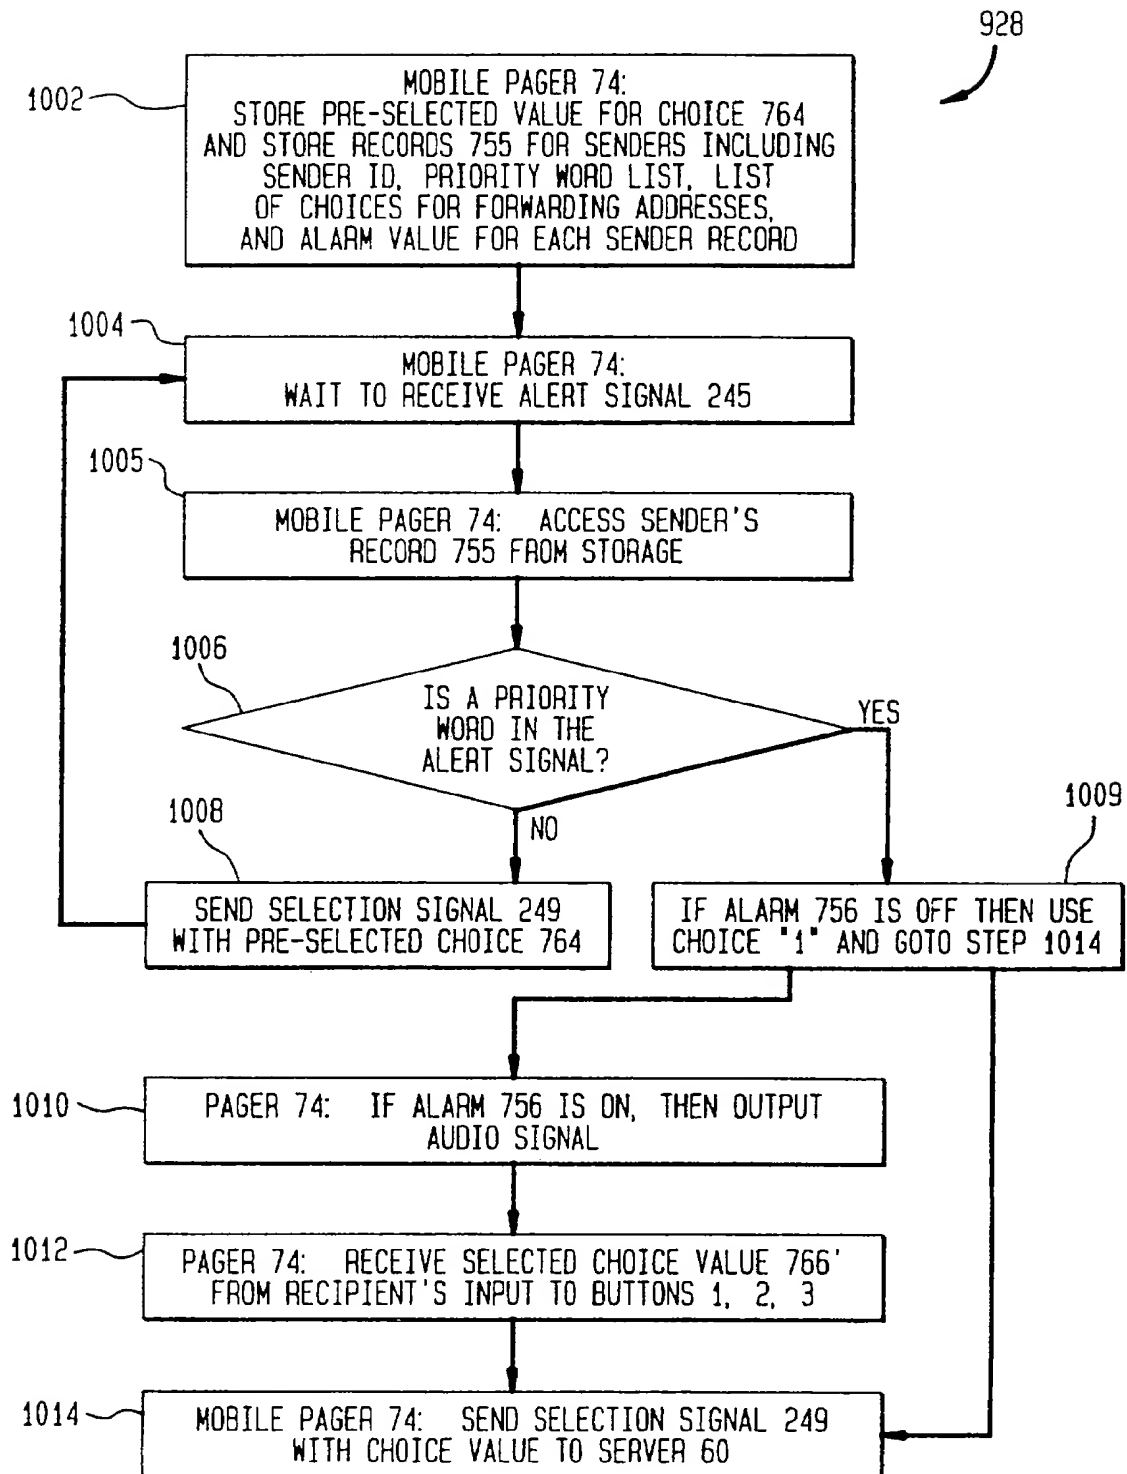 928
1002
MOBILE PAGER 74:
STORE PRE-SELECTED VALUE FOR CHOICE 764
AND STORE RECORDS 755 FOR SENDERS INCLUDING
SENDER ID, PRIORITY WORD LIST, LIST
OF CHOICES FOR FORWARDING ADDRESSES,
AND ALARM VALUE FOR EACH SENDER RECORD
1004
MOBILE PAGER 74:
WAIT TO RECEIVE ALERT SIGNAL 245
1005
MOBILE PAGER 74: ACCESS SENDER'S
RECORD 755 FROM STORAGE
1006
IS A PRIORITY
WORD IN THE
ALERT SIGNAL?
YES
NO
1008
SEND SELECTION SIGNAL 249
WITH PRE-SELECTED CHOICE 764
1009
IF ALARM 756 IS OFF THEN USE
CHOICE "1" AND GOTO STEP 1014
1010
PAGER 74: IF ALARM 756 IS ON, THEN OUTPUT
AUDIO SIGNAL
1012
PAGER 74: RECEIVE SELECTED CHOICE VALUE 766'
FROM RECIPIENT'S INPUT TO BUTTONS 1, 2, 3
1014
MOBILE PAGER 74: SEND SELECTION SIGNAL 249
WITH CHOICE VALUE TO SERVER 60